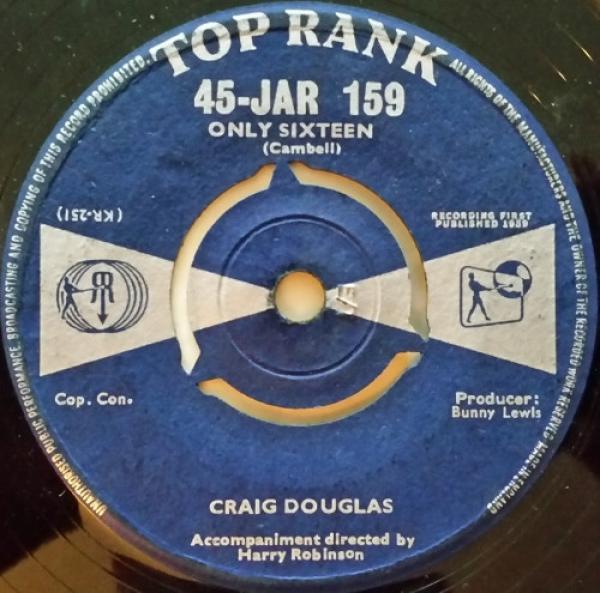 TOP RANK
45-JAR 159
ONLY SIXTEEN
(Cambell)
(KR-251)
RECORDING FIRST
PUBLISHED 1959
Cop. Con.
Producer:
Bunny Lewis
CRAIG DOUGLAS
Accompaniment directed by
Harry Robinson
UNAUTHORISED PUBLIC PERFORMANCE, BROADCASTING AND COPYING OF THIS RECORD PROHIBITED.
ALL RIGHTS OF THE MANUFACTURERS AND THE OWNER OF THE RECORDED WORK RESERVED MADE IN ENGLAND